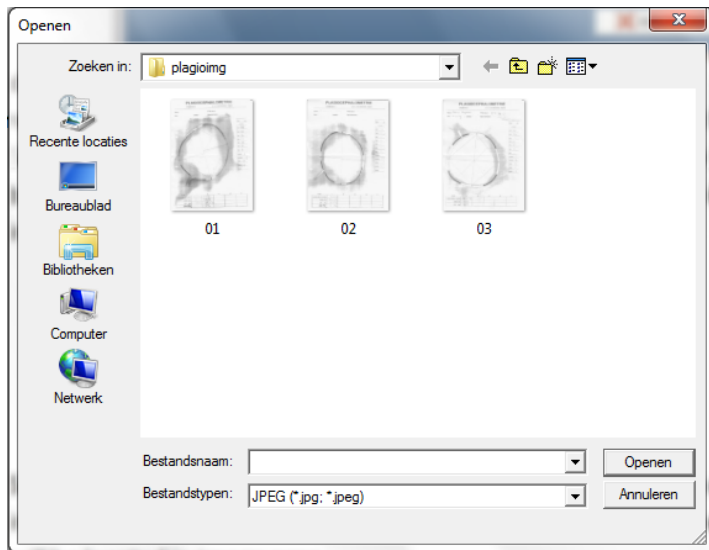 Openen
Zoeken in:
plagioimg
Recente locaties
Bureaublad
Bibliotheken
Computer
Netwerk
01
02
03
Bestandsnaam:
Openen
Bestandstypen:
JPEG (*.jpg; *.jpeg)
Annuleren